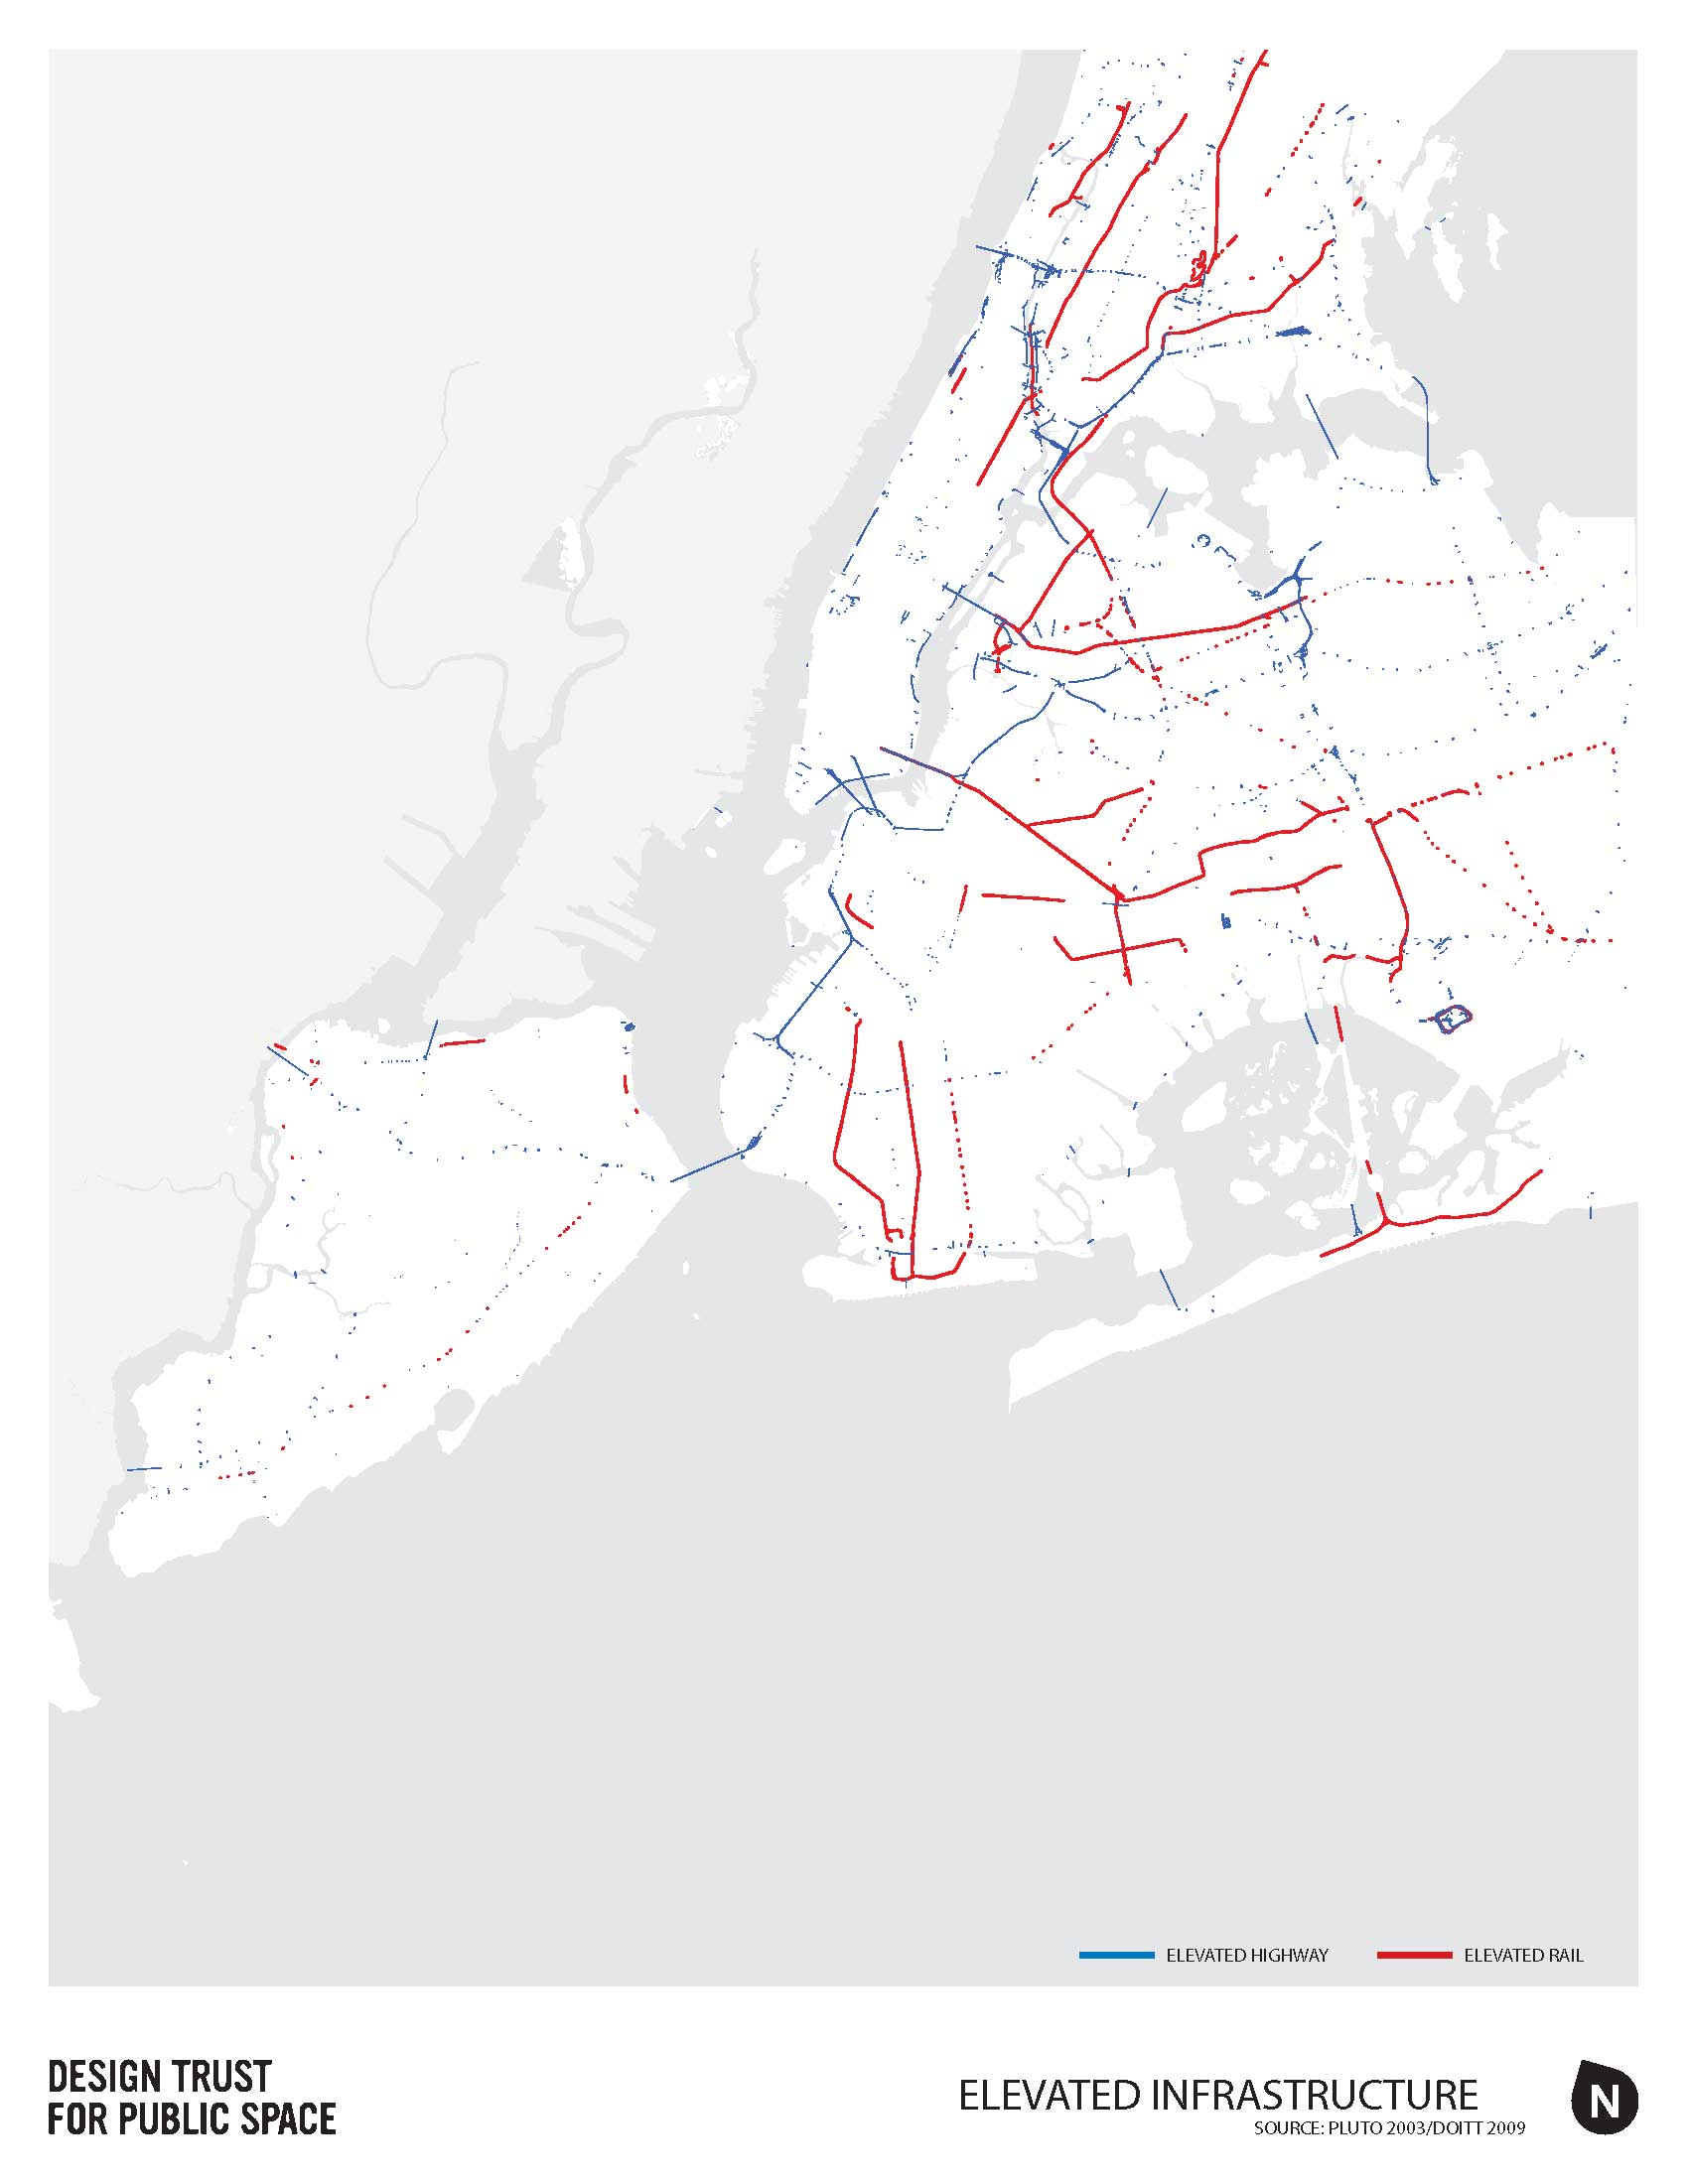 ELEVATED HIGHWAY
ELEVATED RAIL
DESIGN TRUST
FOR PUBLIC SPACE
ELEVATED INFRASTRUCTURE
SOURCE: PLUTO 2003/DOITT 2009
N